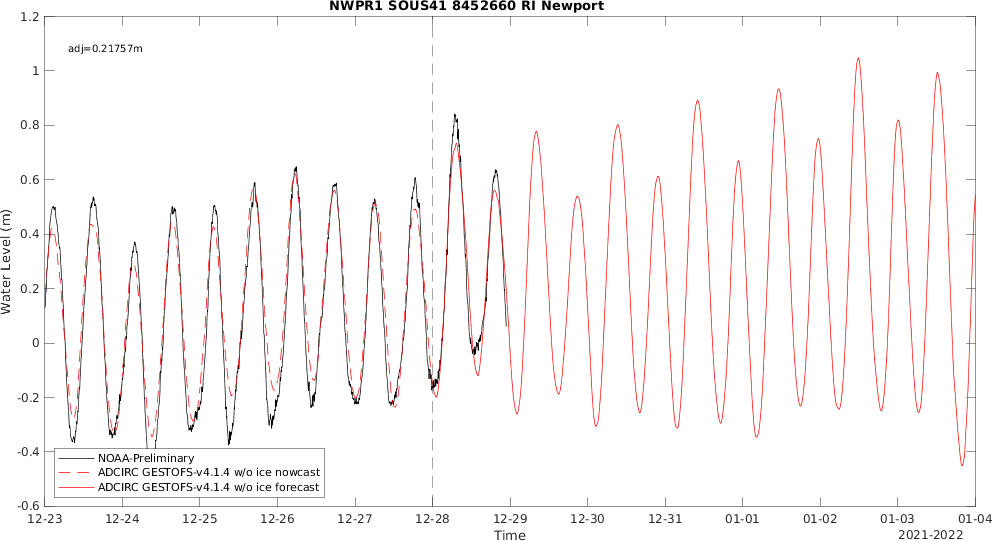 NWPR1 SOUS41 8452660 RI Newport
adj=0.21757m
Water Level (m)
1.2
1
0.8
0.6
0.4
0.2
0
-0.2
-0.4
-0.6
NOAA-Preliminary
ADCIRC GESTOFS-v4.1.4 w/o ice nowcast
ADCIRC GESTOFS-v4.1.4 w/o ice forecast
12-23 12-24 12-25 12-26 12-27 12-28 12-29 12-30 12-31 01-01 01-02 01-03 01-04
Time
2021-2022